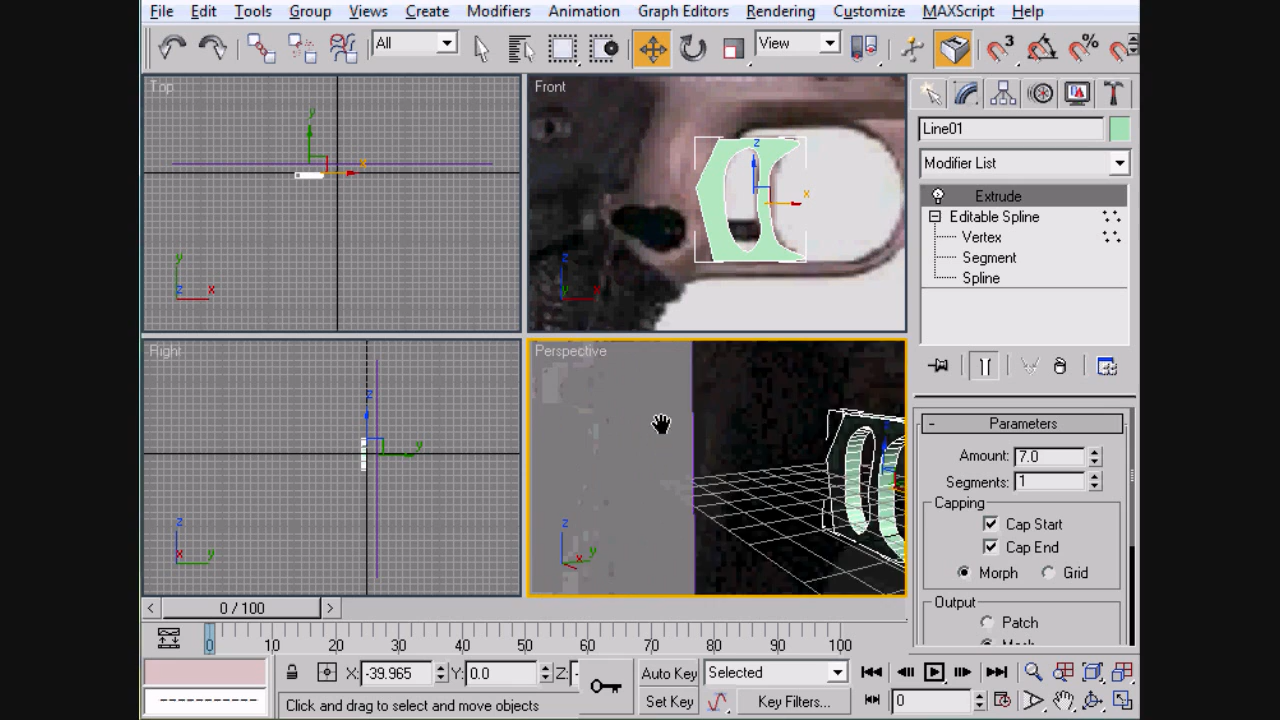 File Edit Tools Group Views Create Modifiers Animation Graph Editors Rendering Customize MAXScript Help
All View 3 %
Top
Front
Line01
Modifier List
Extrude
Editable Spline
Vertex
Segment
Spline
y
x
y
z x
z
x
z
y x
Right
Perspective
z
y
z
x y
z
y
x
Parameters
Amount: 7.0
Segments: 1
Capping
Cap Start
Cap End
Morph Grid
Output
Patch
< 0 / 100 >
0 10 20 30 40 50 60 70 80 90 100
X: -39.965 Y: 0.0 Z: Auto Key Selected
Click and drag to select and move objects Set Key Key Filters... 0